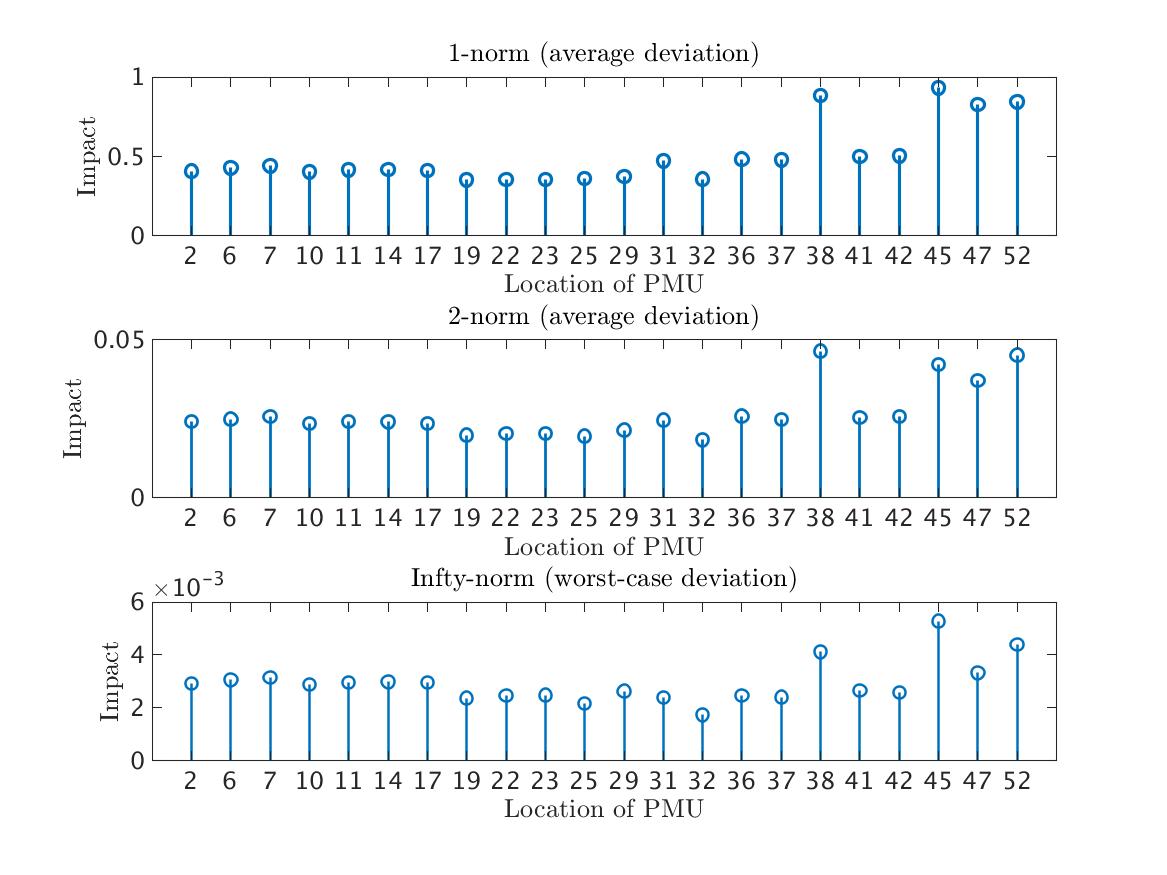 1-norm (average deviation)
1
0.5
0
Impact
2 6 7 10 11 14 17 19 22 23 25 29 31 32 36 37 38 41 42 45 47 52
Location of PMU
2-norm (average deviation)
0.05
0
Impact
2 6 7 10 11 14 17 19 22 23 25 29 31 32 36 37 38 41 42 45 47 52
Location of PMU
Infty-norm (worst-case deviation)
×10⁻³
6
4
2
0
Impact
2 6 7 10 11 14 17 19 22 23 25 29 31 32 36 37 38 41 42 45 47 52
Location of PMU